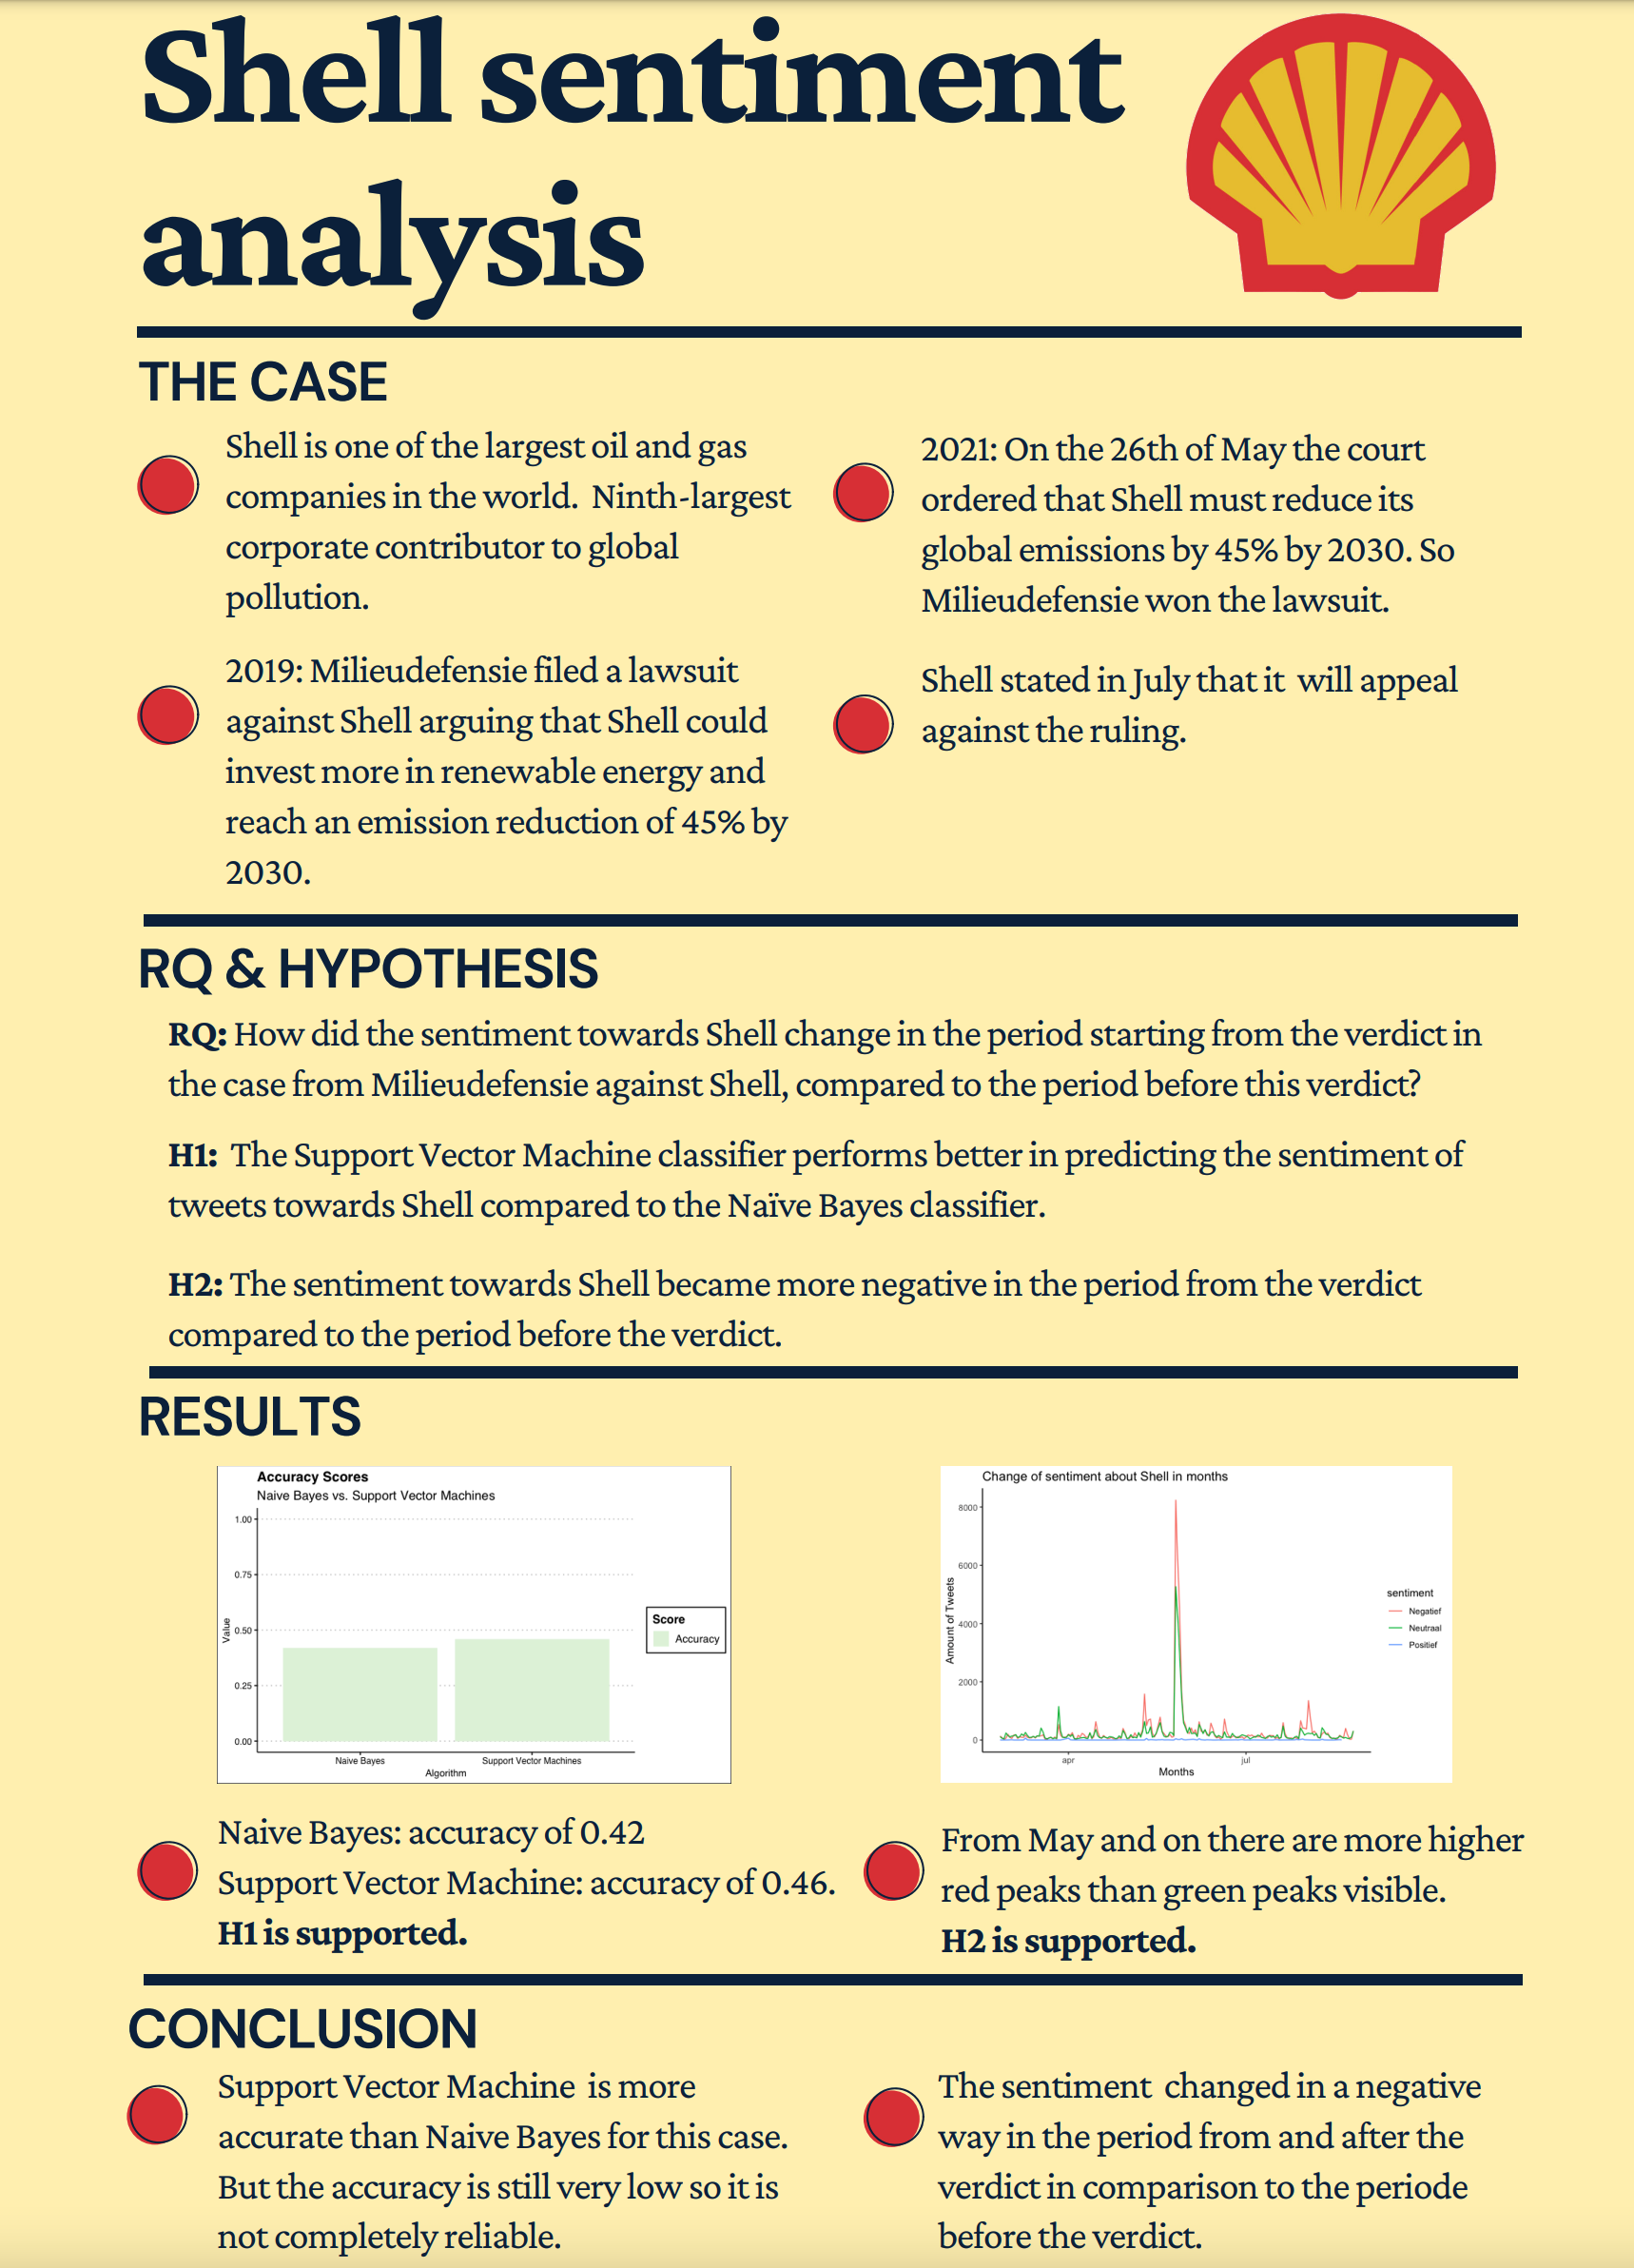 Shell sentiment
analysis
THE CASE
Shell is one of the largest oil and gas
companies in the world.  Ninth-largest
corporate contributor to global
pollution.
2019: Milieudefensie filed a lawsuit
against Shell arguing that Shell could
invest more in renewable energy and
reach an emission reduction of 45% by
2030.
2021: On the 26th of May the court
ordered that Shell must reduce its
global emissions by 45% by 2030. So
Milieudefensie won the lawsuit.
Shell stated in July that it  will appeal
against the ruling.
RQ & HYPOTHESIS
RQ: How did the sentiment towards Shell change in the period starting from the verdict in
the case from Milieudefensie against Shell, compared to the period before this verdict?
H1:  The Support Vector Machine classifier performs better in predicting the sentiment of
tweets towards Shell compared to the Naïve Bayes classifier.
H2: The sentiment towards Shell became more negative in the period from the verdict
compared to the period before the verdict.
RESULTS
Accuracy Scores
Naive Bayes vs. Support Vector Machines
1.00
0.75
0.50
0.25
0.00
Value
Naive Bayes
Support Vector Machines
Algorithm
Score
Accuracy
Change of sentiment about Shell in months
8000
6000
4000
2000
0
Amount of Tweets
apr
jul
Months
sentiment
Negatief
Neutraal
Positief
Naive Bayes: accuracy of 0.42
Support Vector Machine: accuracy of 0.46.
H1 is supported.
From May and on there are more higher
red peaks than green peaks visible.
H2 is supported.
CONCLUSION
Support Vector Machine  is more
accurate than Naive Bayes for this case.
But the accuracy is still very low so it is
not completely reliable.
The sentiment  changed in a negative
way in the period from and after the
verdict in comparison to the periode
before the verdict.